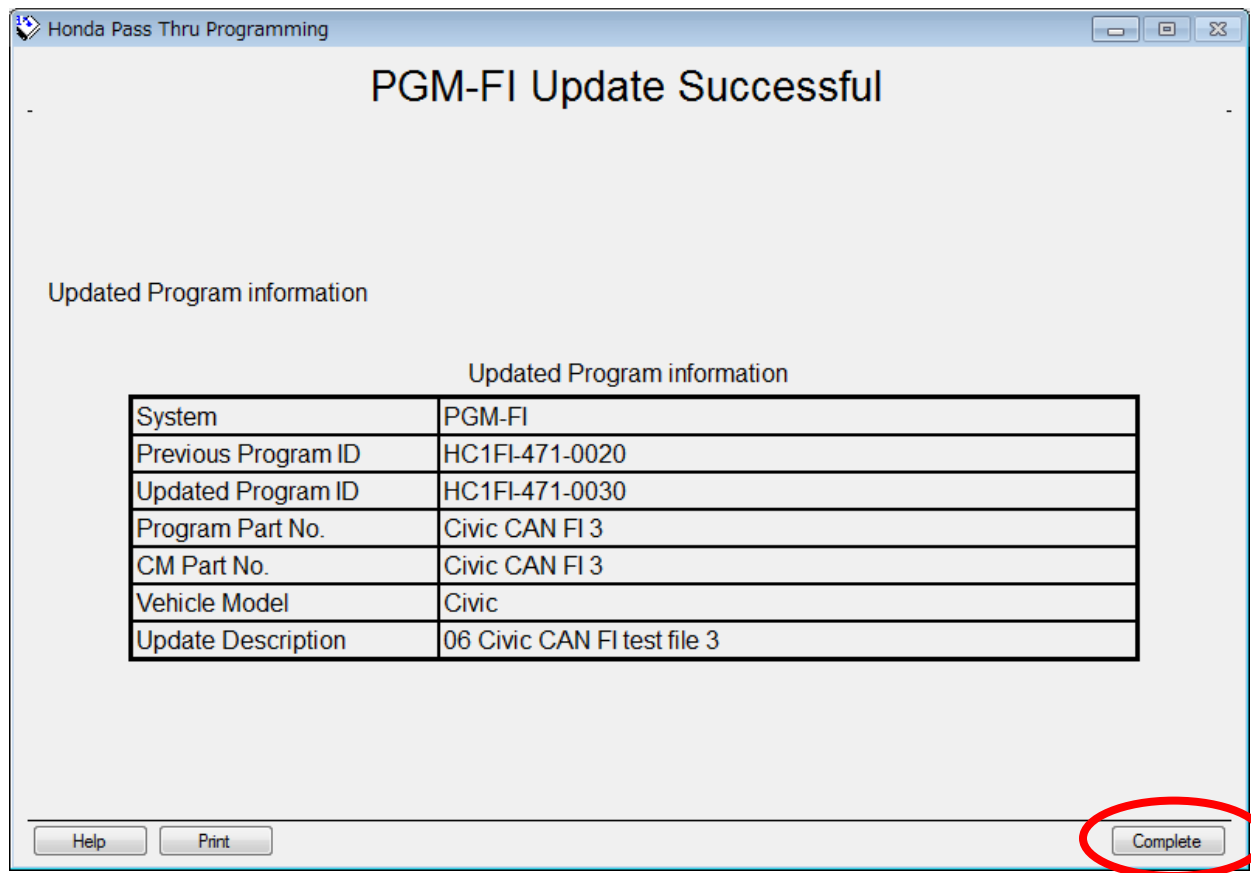 Honda Pass Thru Programming
PGM-FI Update Successful
- -
Updated Program information
Updated Program information
System PGM-FI
Previous Program ID HC1FI-471-0020
Updated Program ID HC1FI-471-0030
Program Part No. Civic CAN FI 3
CM Part No. Civic CAN FI 3
Vehicle Model Civic
Update Description 06 Civic CAN FI test file 3
Help Print Complete